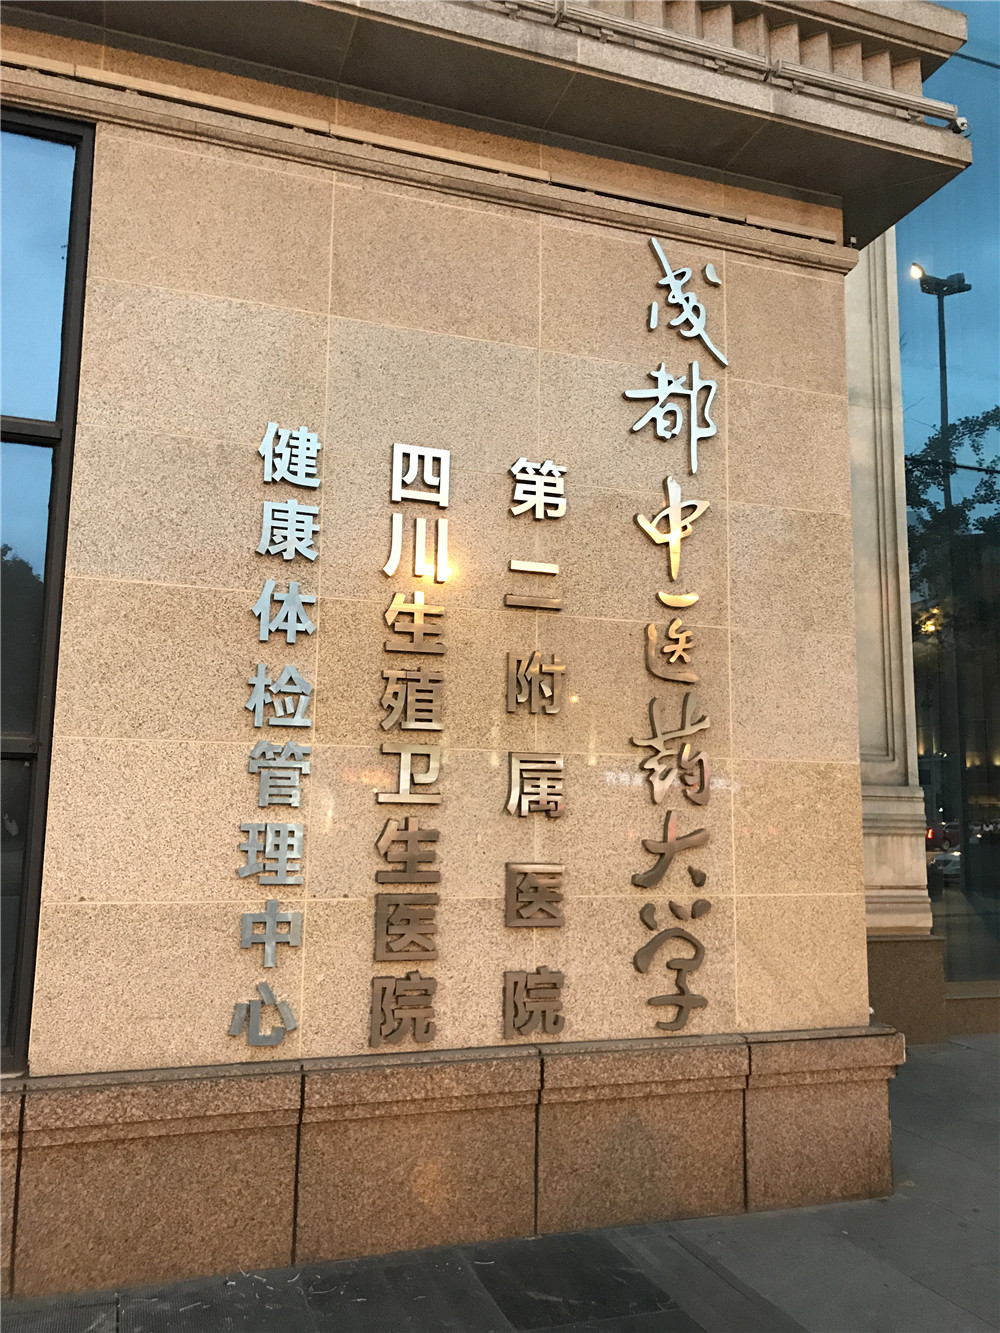 成都中医药大学
第二附属医院
四川生殖卫生医院
健康体检管理中心